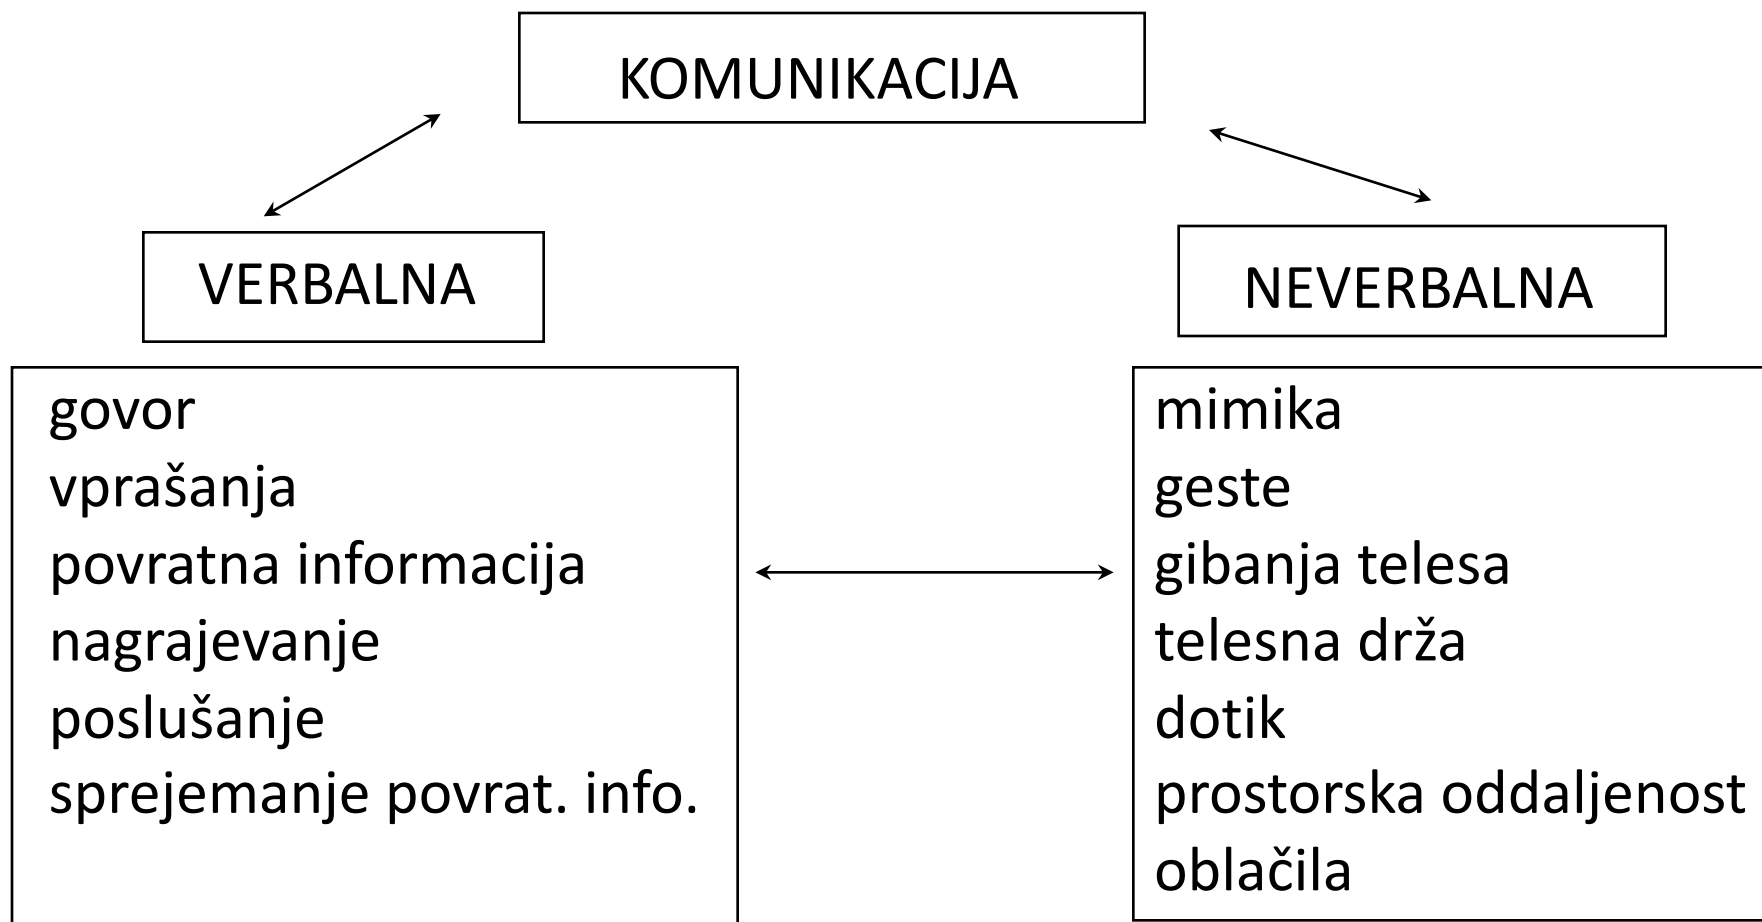 KOMUNIKACIJA
VERBALNA
NEVERBALNA
govor
vprašanja
povratna informacija
nagrajevanje
poslušanje
sprejemanje povrat. info.
mimika
geste
gibanja telesa
telesna drža
dotik
prostorska oddaljenost
oblačila